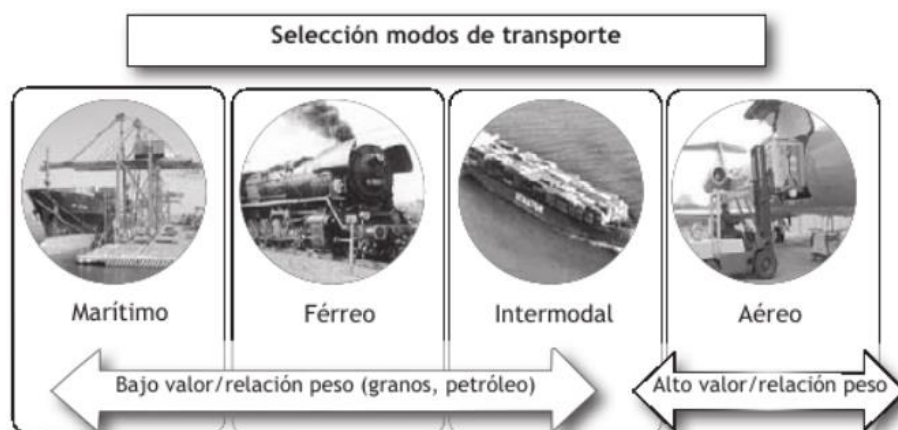 Selección modos de transporte
Marítimo
Férreo
Intermodal
Aéreo
Bajo valor/relación peso (granos, petróleo)
Alto valor/relación peso